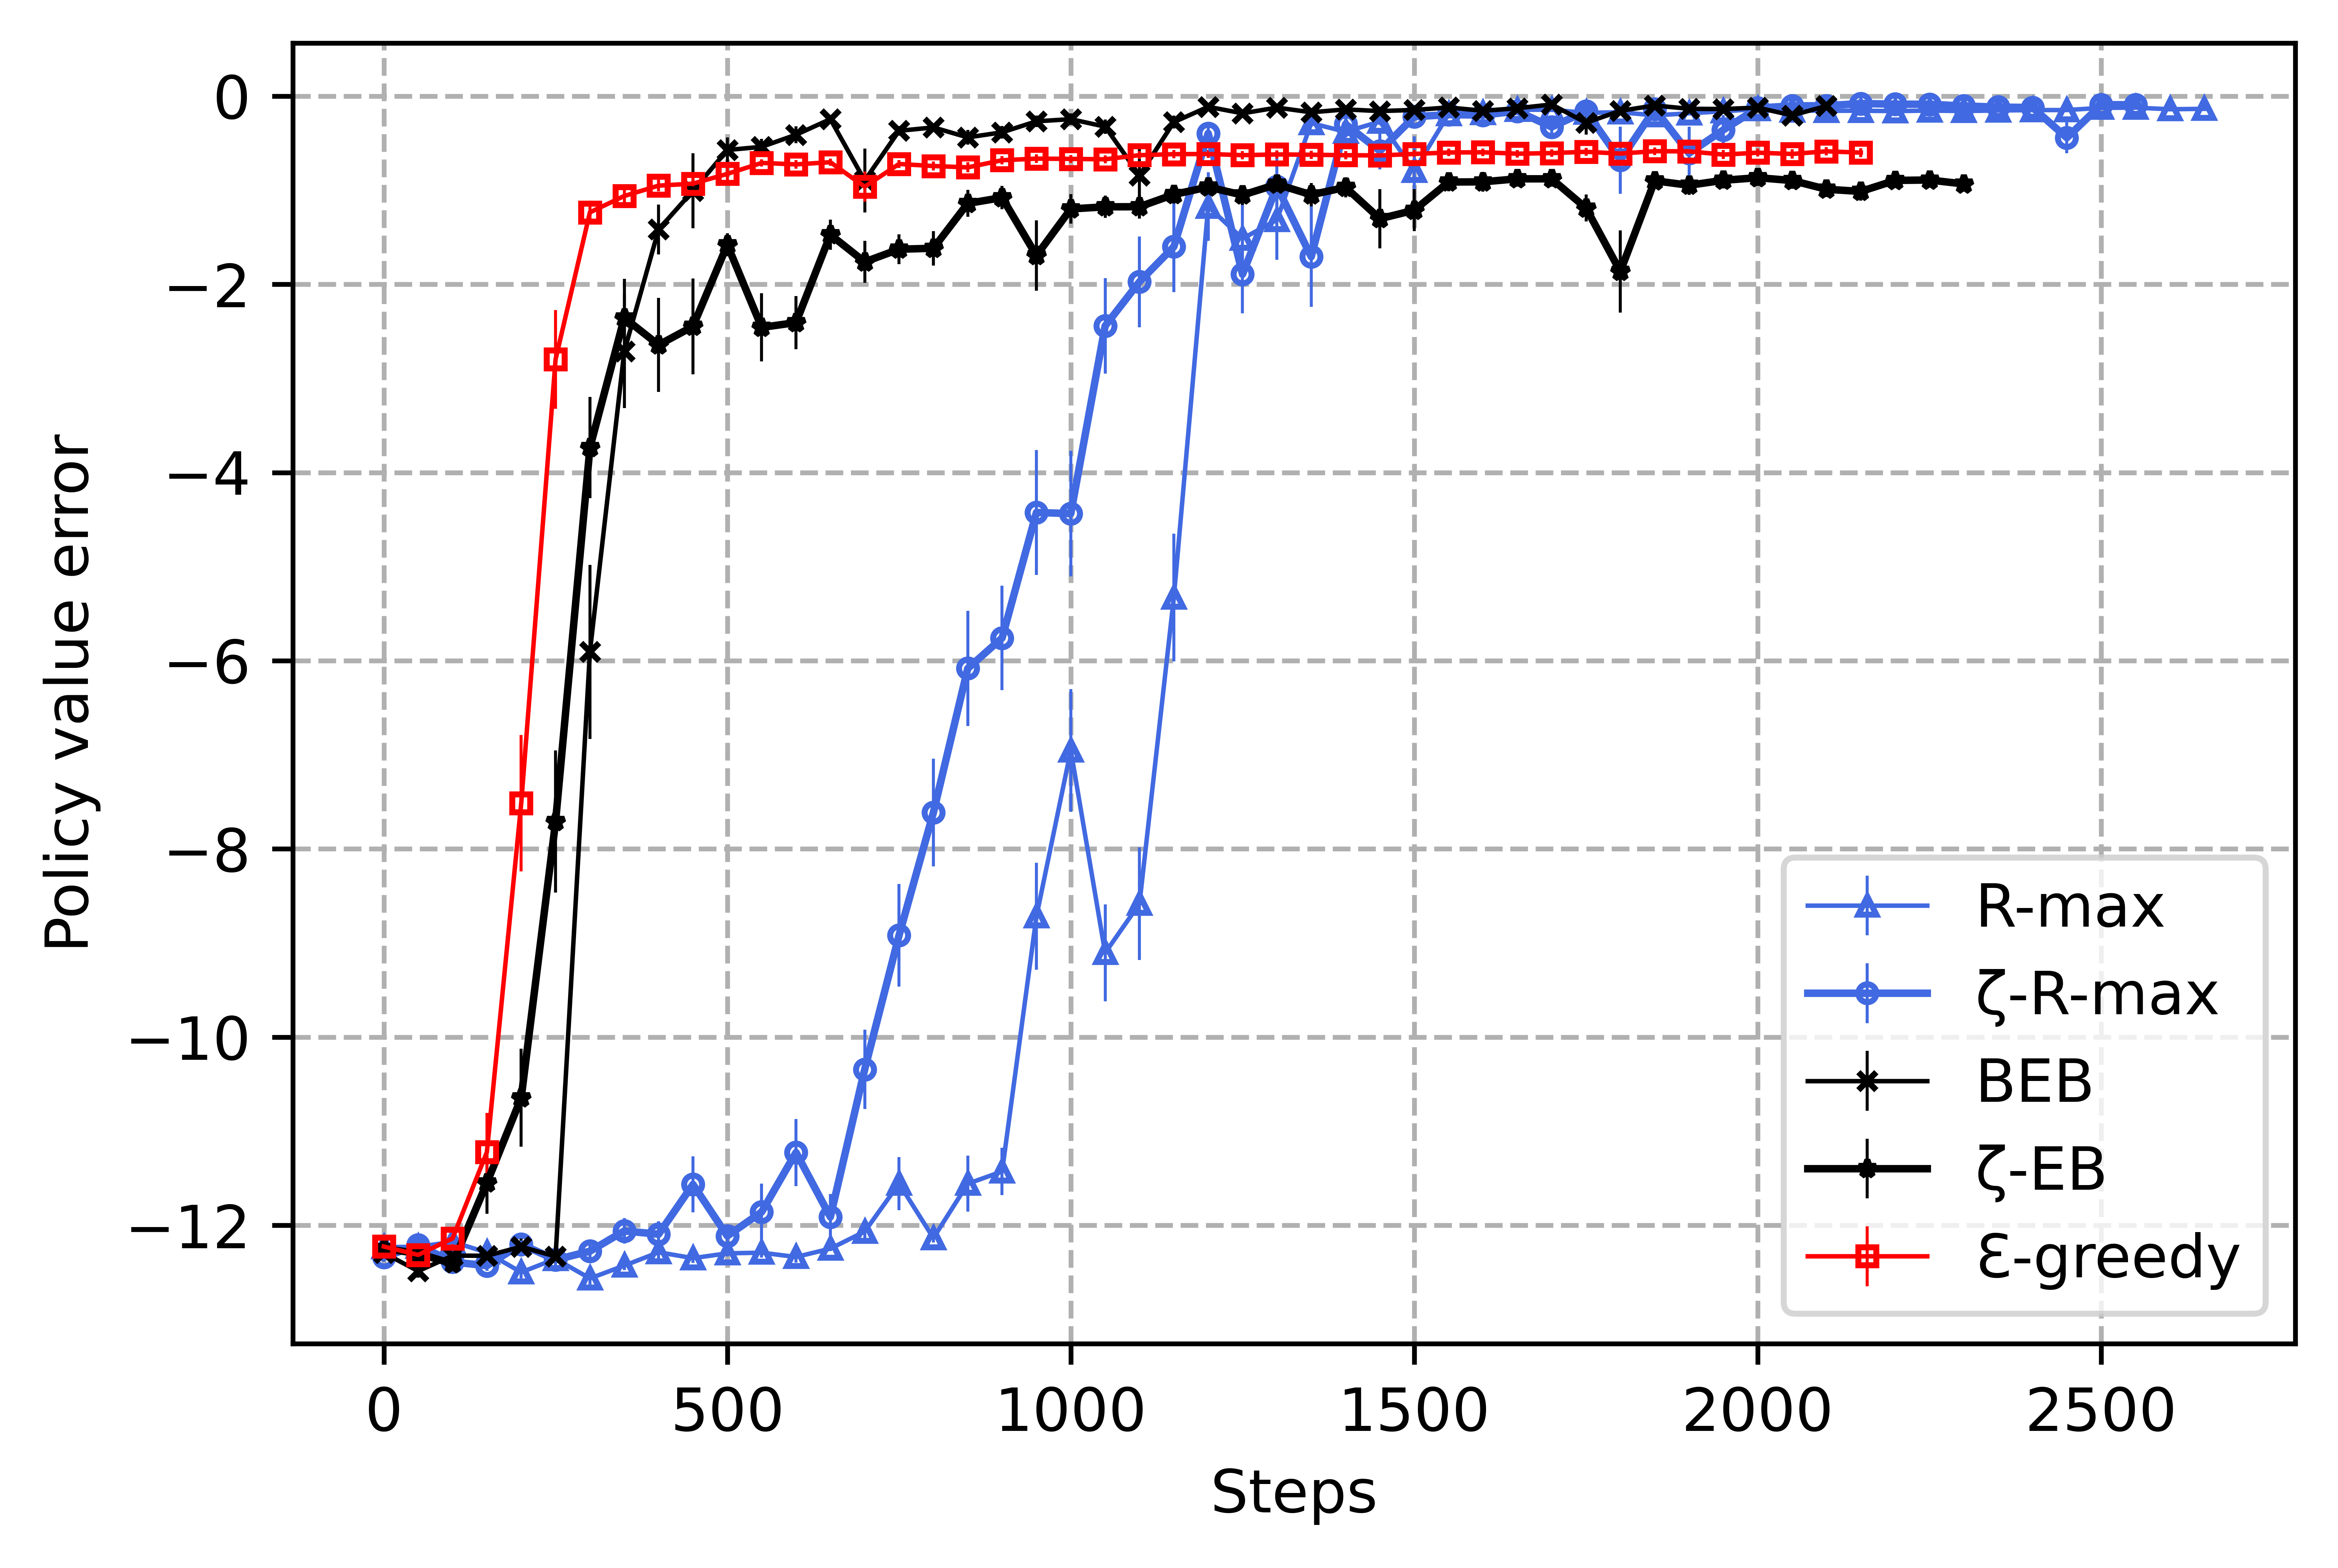 0
−2
−4
−6
−8
−10
−12
Policy value error
0 500 1000 1500 2000 2500
Steps
R-max
ζ-R-max
BEB
ζ-EB
Ɛ-greedy